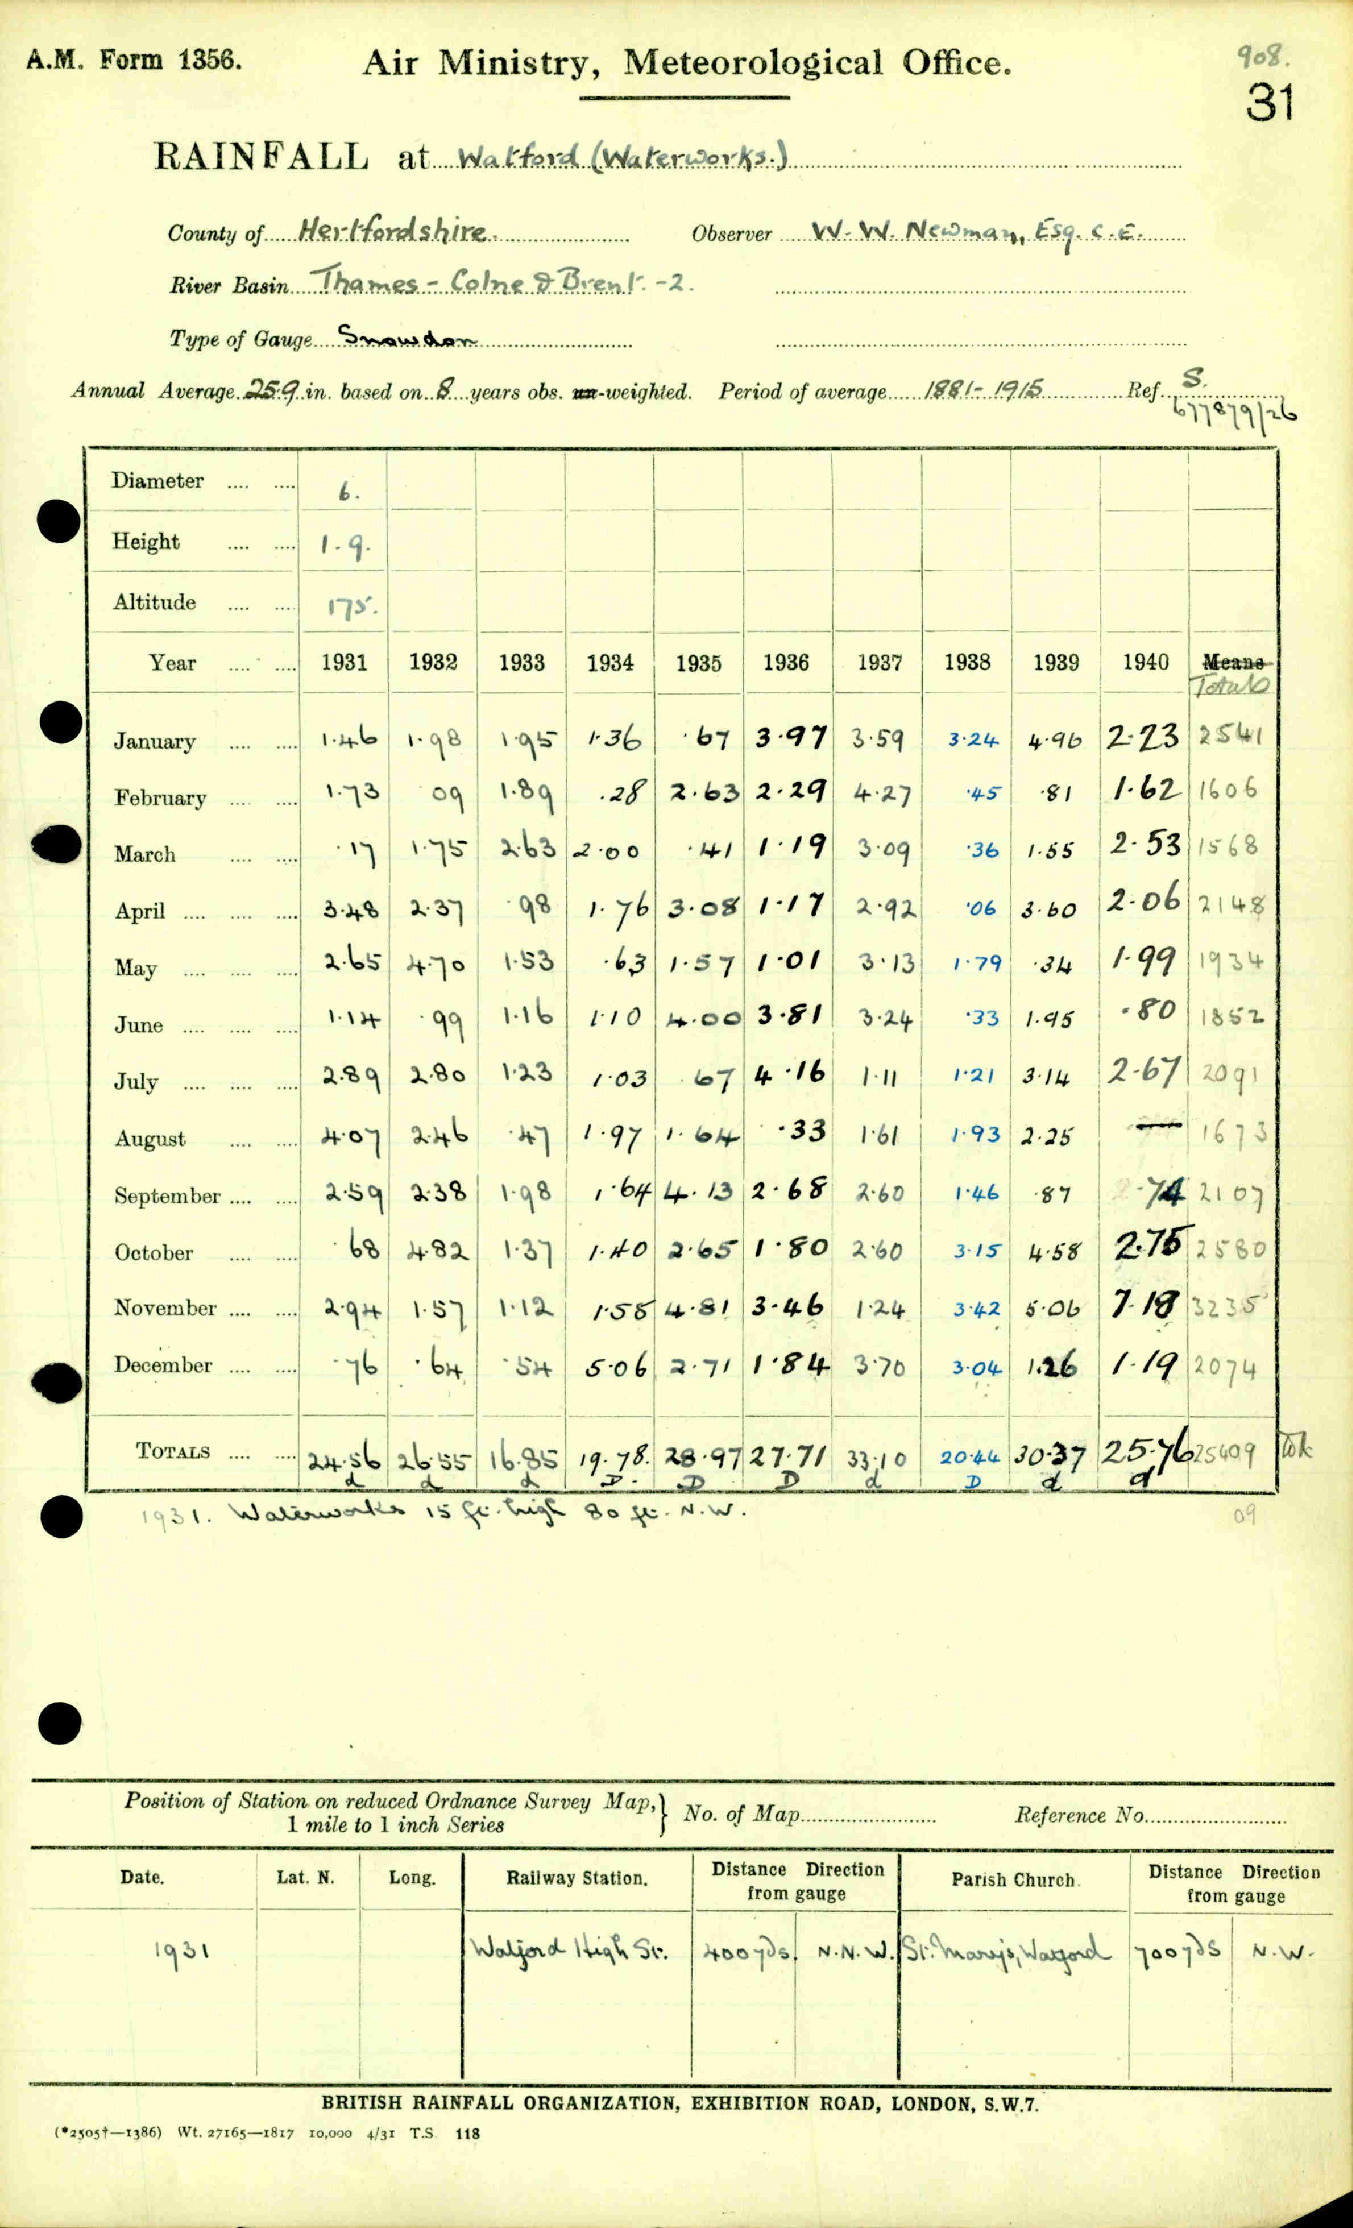 A.M. Form 1356. Air Ministry, Meteorological Office. 908.
31
RAINFALL at Watford (Waterworks.)
County of Hertfordshire. Observer W. W. Newman, Esq. C.E.
River Basin Thames - Colne & Brent. -2.
Type of Gauge Snowdon
Annual Average 25.9 in. based on 8 years obs. un-weighted. Period of average 1881-1915 Ref. S.
677879/26
Diameter .... .... 6.
Height .... .... 1.9.
Altitude .... .... 175.
Year .... .... 1931 1932 1933 1934 1935 1936 1937 1938 1939 1940 Means
Totals
January .... .... 1.46 1.98 1.95 1.36 .67 3.97 3.59 3.24 4.96 2.23 2541
February .... .... 1.73 09 1.89 .28 2.63 2.29 4.27 .45 .81 1.62 1606
March .... .... .17 1.75 2.63 2.00 .41 1.19 3.09 .36 1.55 2.53 1568
April .... .... .... 3.48 2.37 .98 1.76 3.08 1.17 2.92 .06 3.60 2.06 2148
May .... .... .... 2.65 4.70 1.53 .63 1.57 1.01 3.13 1.79 .34 1.99 1934
June .... .... .... 1.14 .99 1.16 1.10 4.00 3.81 3.24 .33 1.95 .80 1852
July .... .... .... 2.89 2.80 1.23 1.03 .67 4.16 1.11 1.21 3.14 2.67 2091
August .... .... 4.07 2.46 .47 1.97 1.64 .33 1.61 1.93 2.25 — 1673
September .... .... 2.59 2.38 1.98 1.64 4.13 2.68 2.60 1.46 .87 .74 2107
October .... .... .68 4.82 1.37 1.40 2.65 1.80 2.60 3.15 4.58 2.75 2580
November .... .... 2.94 1.57 1.12 1.58 4.81 3.46 1.24 3.42 5.06 7.18 3235
December .... .... .76 .64 .54 5.06 2.71 1.84 3.70 3.04 1.26 1.19 2074
TOTALS .... .... 24.56 26.55 16.85 19.78. 28.97 27.71 33.10 20.44 30.37 25.76 25409
d d d D. D D d D d d
1931. Waterworks 15 ft. high 80 ft. N.W. 09
Position of Station on reduced Ordnance Survey Map, } No. of Map Reference No.
1 mile to 1 inch Series
Date. Lat. N. Long. Railway Station. Distance Direction from gauge Parish Church. Distance Direction from gauge
1931 Watford High St. 400 yds. N.N.W. St. Mary's, Watford 700 yds N.W.
BRITISH RAINFALL ORGANIZATION, EXHIBITION ROAD, LONDON, S.W.7.
(*2505†—1386) Wt. 27165—1817 10,000 4/31 T.S. 118